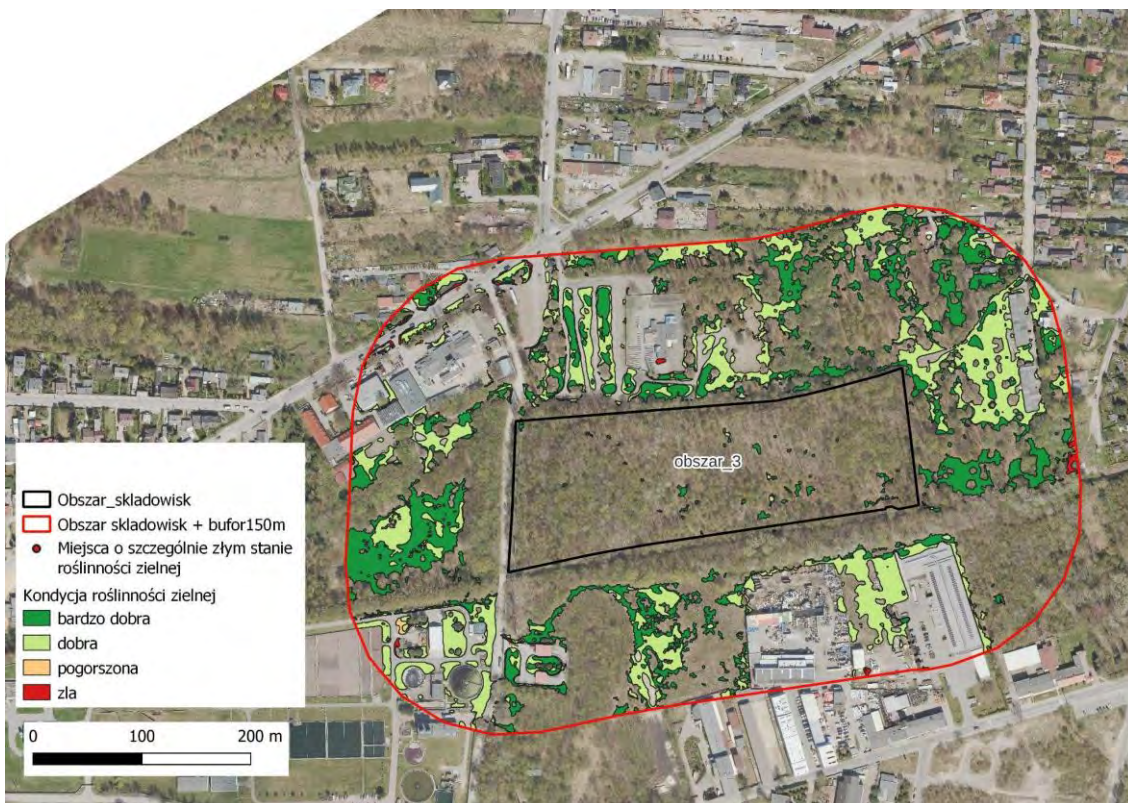 obszar_3
Obszar_skladowisk
Obszar skladowisk + bufor150m
Miejsca o szczególnie złym stanie
roślinności zielnej
Kondycja roślinności zielnej
bardzo dobra
dobra
pogorszona
zla
0 100 200 m